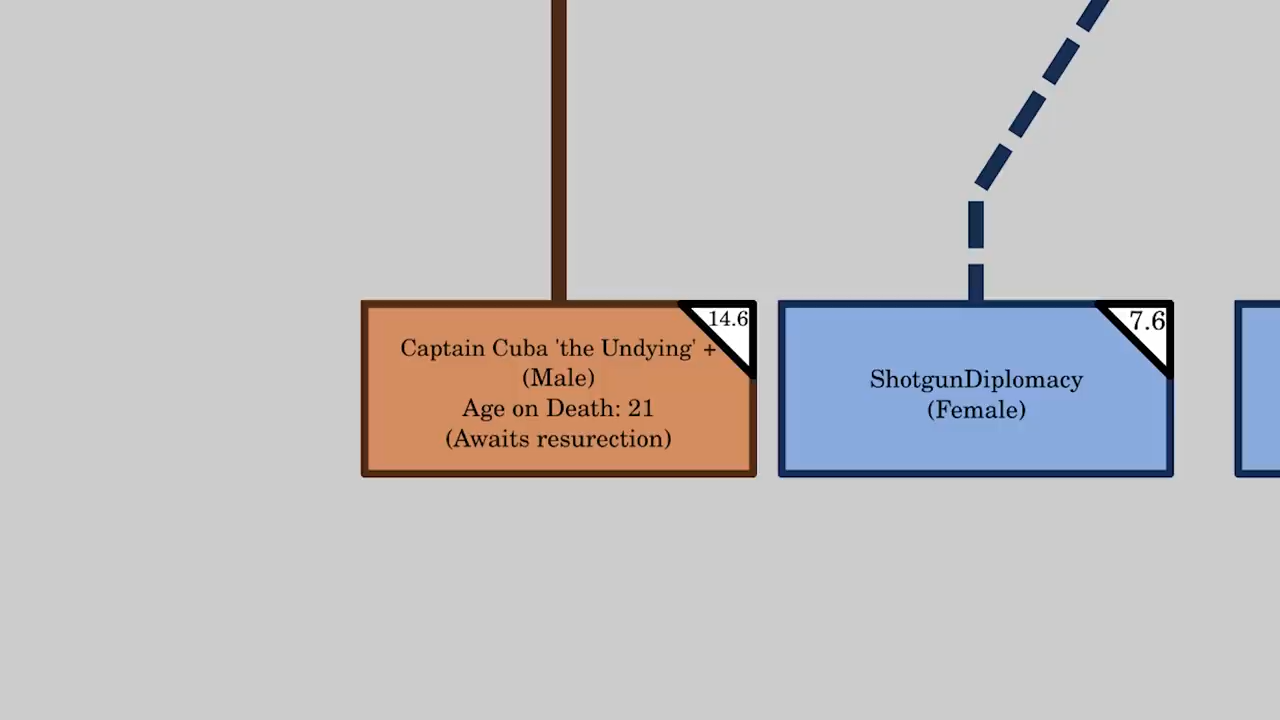 14.6
Captain Cuba 'the Undying' +
(Male)
Age on Death: 21
(Awaits resurection)
7.6
ShotgunDiplomacy
(Female)